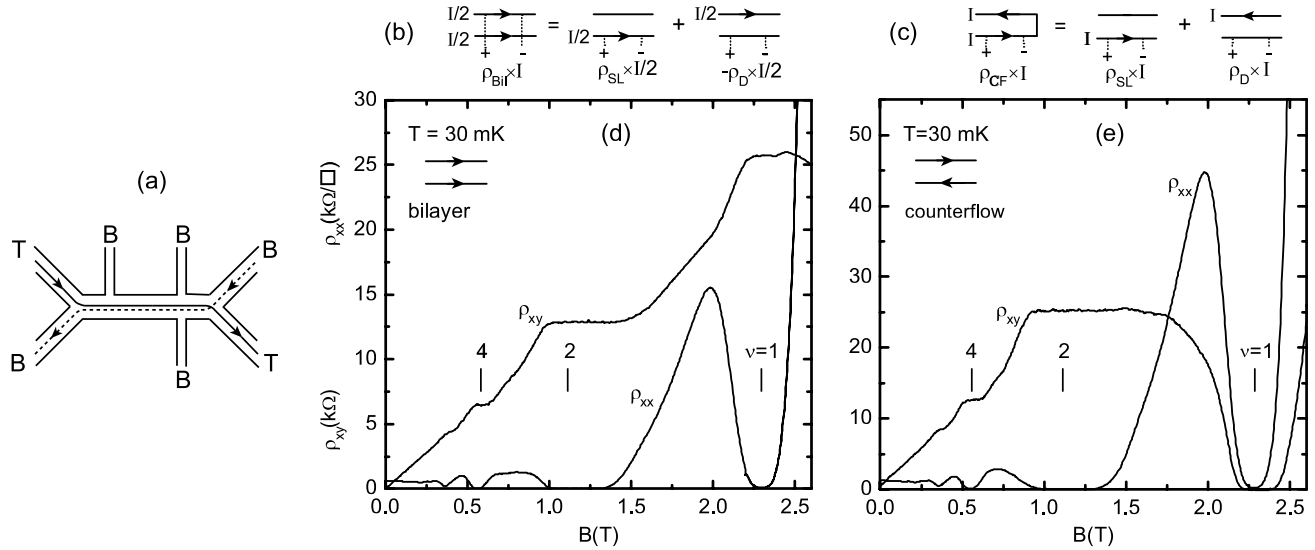 (a)
T
B
B
B
B
B
T
(b)
I/2
I/2
+
-
ρBil×I
=
I/2
+
-
ρSL×I/2
+
I/2
+
-
-ρD×I/2
(c)
I
I
+
-
ρCF×I
=
I
+
-
ρSL×I
+
I
+
-
ρD×I
(d)
T = 30 mK
bilayer
ρxy
4
2
ν=1
ρxx
ρxx(kΩ/□)
ρxy(kΩ)
30
25
20
15
10
5
0
0.0
0.5
1.0
1.5
2.0
2.5
B(T)
(e)
T=30 mK
counterflow
ρxx
ρxy
4
2
ν=1
50
40
30
20
10
0
0.0
0.5
1.0
1.5
2.0
2.5
B(T)